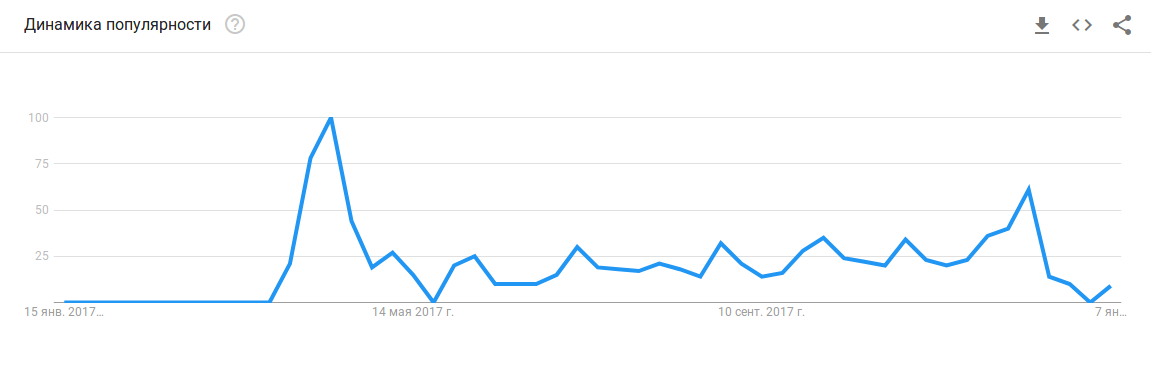 Динамика популярности
100
75
50
25
15 янв. 2017…
14 мая 2017 г.
10 сент. 2017 г.
7 ян…